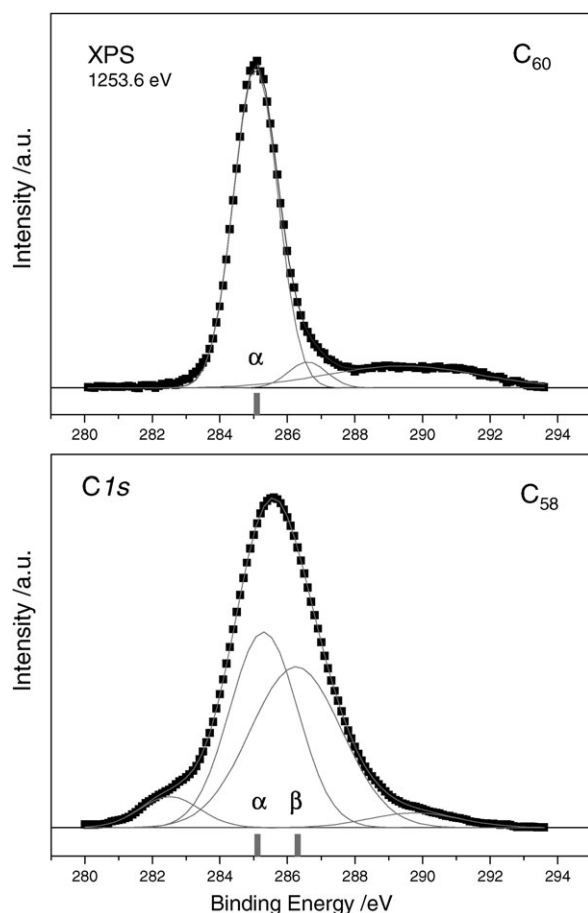 XPS
1253.6 eV
C₆₀
Intensity /a.u.
α
280 282 284 286 288 290 292 294
C1s
C₅₈
Intensity /a.u.
α β
280 282 284 286 288 290 292 294
Binding Energy /eV